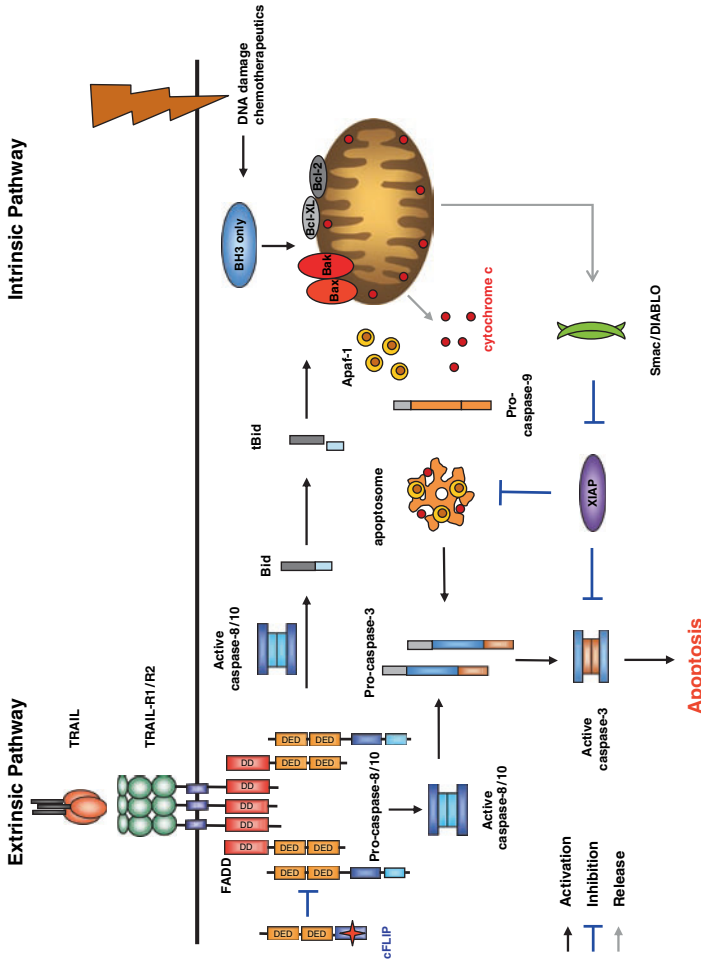 Extrinsic Pathway
Intrinsic Pathway
TRAIL
TRAIL-R1/R2
DNA damage
chemotherapeutics
FADD
DD
DD
DD
DD
DD
DED
DED
DED
DED
DED
DED
DED
DED
DED
DED
cFLIP
Pro-caspase-8/10
Active
caspase-8/10
Active
caspase-8/10
Bid
tBid
BH3 only
Bax
Bak
Bcl-XL
Bcl-2
Apaf-1
cytochrome c
Pro-
caspase-9
apoptosome
Pro-caspase-3
Smac/DIABLO
XIAP
Active
caspase-3
Apoptosis
Activation
Inhibition
Release